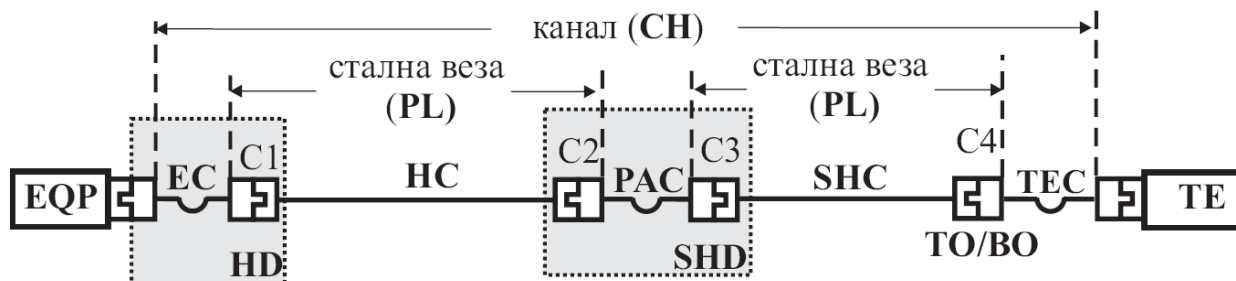 канал (CH)
стална веза
(PL)
стална веза
(PL)
C1
C2
C3
C4
EC
HC
PAC
SHC
TEC
EQP
TE
HD
SHD
TO/BO